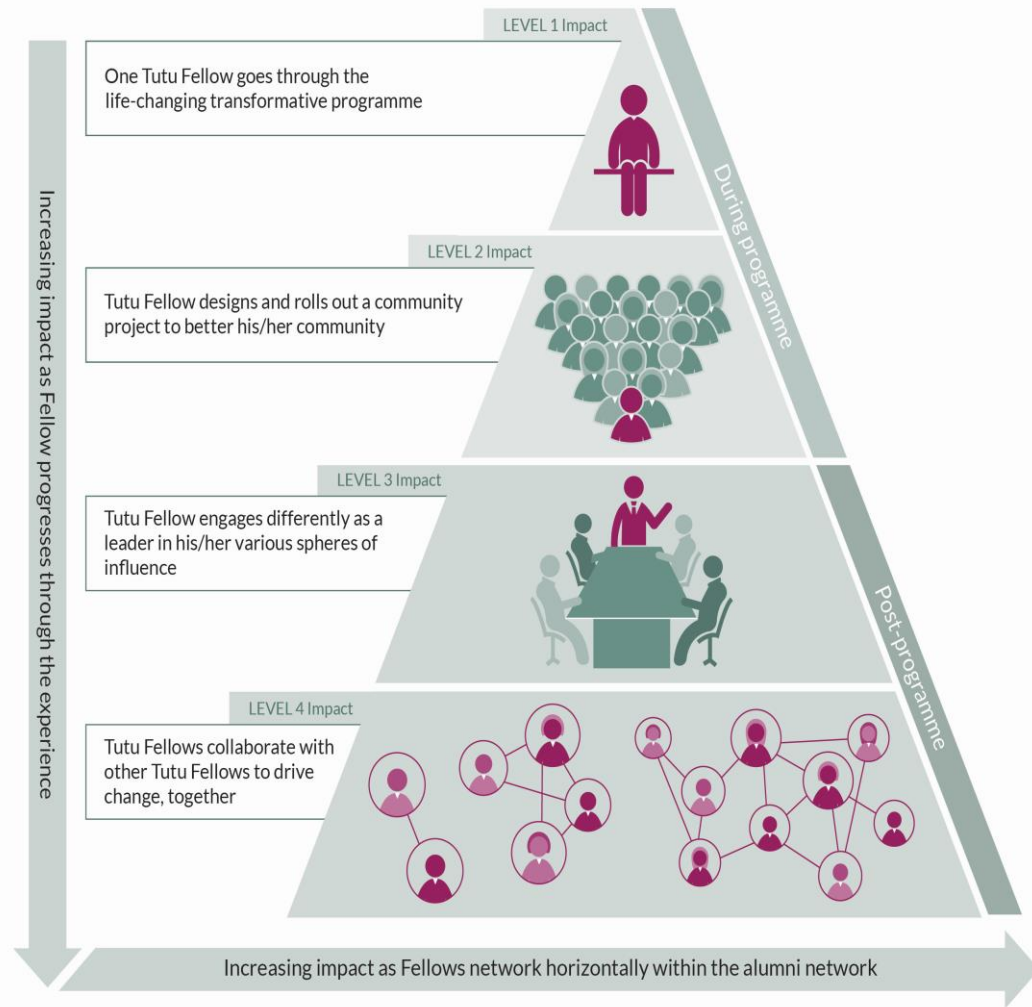 LEVEL 1 Impact
One Tutu Fellow goes through the
life-changing transformative programme
During programme
LEVEL 2 Impact
Tutu Fellow designs and rolls out a community
project to better his/her community
Increasing impact as Fellow progresses through the experience
LEVEL 3 Impact
Tutu Fellow engages differently as a
leader in his/her various spheres of
influence
Post-programme
LEVEL 4 Impact
Tutu Fellows collaborate with
other Tutu Fellows to drive
change, together
Increasing impact as Fellows network horizontally within the alumni network